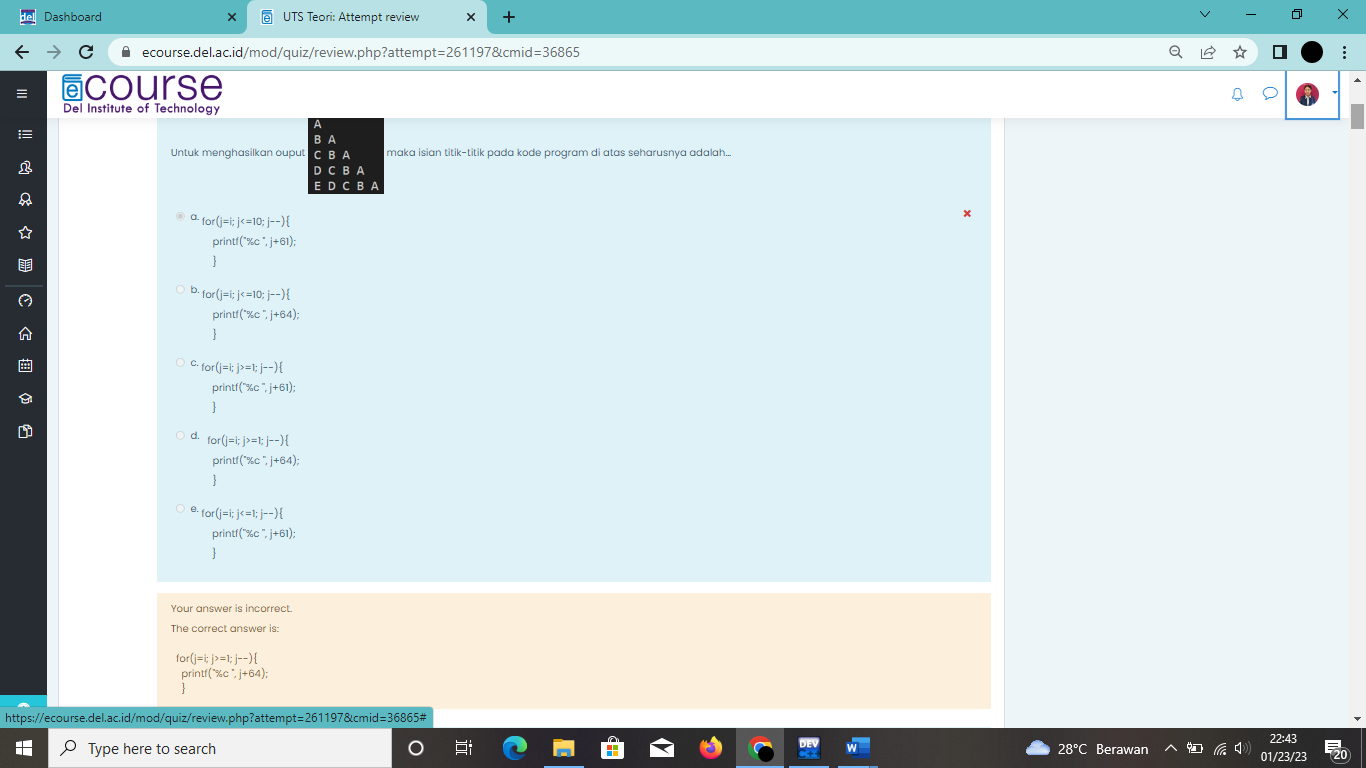 Dashboard
UTS Teori: Attempt review
ecourse.del.ac.id/mod/quiz/review.php?attempt=261197&cmid=36865
ecourse
Del Institute of Technology
Untuk menghasilkan ouput
A
B A
C B A
D C B A
E D C B A
maka isian titik-titik pada kode program di atas seharusnya adalah...
a. for(j=i; j<=10; j--){
printf("%c ", j+61);
}
b. for(j=i; j<=10; j--){
printf("%c ", j+64);
}
c. for(j=i; j>=1; j--){
printf("%c ", j+61);
}
d. for(j=i; j>=1; j--){
printf("%c ", j+64);
}
e. for(j=i; j<=1; j--){
printf("%c ", j+61);
}
Your answer is incorrect.
The correct answer is:
for(j=i; j>=1; j--){
printf("%c ", j+64);
}
https://ecourse.del.ac.id/mod/quiz/review.php?attempt=261197&cmid=36865#
Type here to search
DEV
C++
W
28°C Berawan
22:43
01/23/23
20